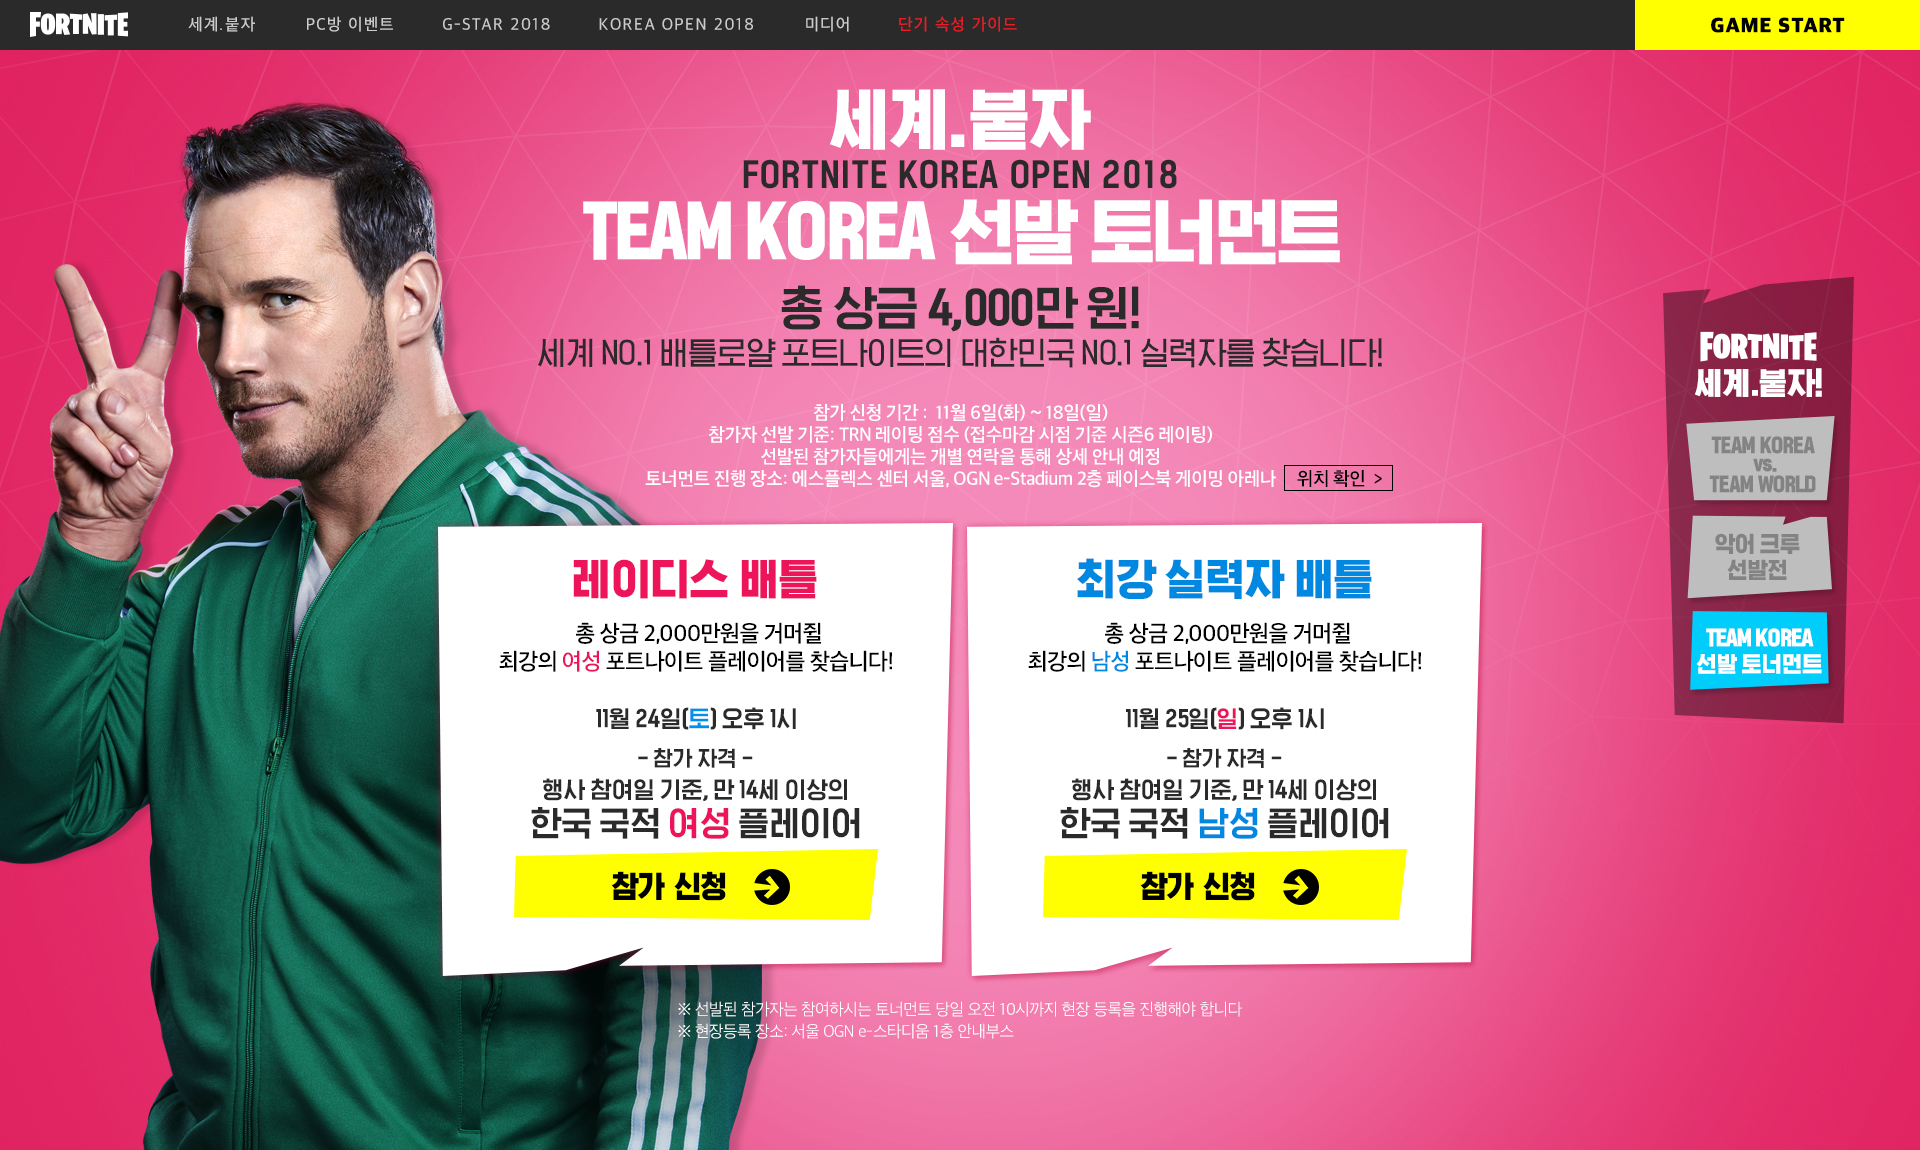 FORTNITE
세계.붙자
PC방 이벤트
G-STAR 2018
KOREA OPEN 2018
미디어
단기 속성 가이드
GAME START
세계.붙자
FORTNITE KOREA OPEN 2018
TEAM KOREA 선발 토너먼트
총 상금 4,000만 원!
세계 NO.1 배틀로얄 포트나이트의 대한민국 NO.1 실력자를 찾습니다!
참가 신청 기간 : 11월 6일(화) ~ 18일(일)
참가자 선발 기준: TRN 레이팅 점수 (접수마감 시점 기준 시즌6 레이팅)
선발된 참가자들에게는 개별 연락을 통해 상세 안내 예정
토너먼트 진행 장소: 에스플렉스 센터 서울, OGN e-Stadium 2층 페이스북 게이밍 아레나 위치 확인 >
레이디스 배틀
총 상금 2,000만원을 거머쥘
최강의 여성 포트나이트 플레이어를 찾습니다!
11월 24일(토) 오후 1시
- 참가 자격 -
행사 참여일 기준, 만 14세 이상의
한국 국적 여성 플레이어
참가 신청
최강 실력자 배틀
총 상금 2,000만원을 거머쥘
최강의 남성 포트나이트 플레이어를 찾습니다!
11월 25일(일) 오후 1시
- 참가 자격 -
행사 참여일 기준, 만 14세 이상의
한국 국적 남성 플레이어
참가 신청
※ 선발된 참가자는 참여하시는 토너먼트 당일 오전 10시까지 현장 등록을 진행해야 합니다
※ 현장등록 장소: 서울 OGN e-스타디움 1층 안내부스
FORTNITE
세계.붙자!
TEAM KOREA
vs.
TEAM WORLD
악어 크루
선발전
TEAM KOREA
선발 토너먼트